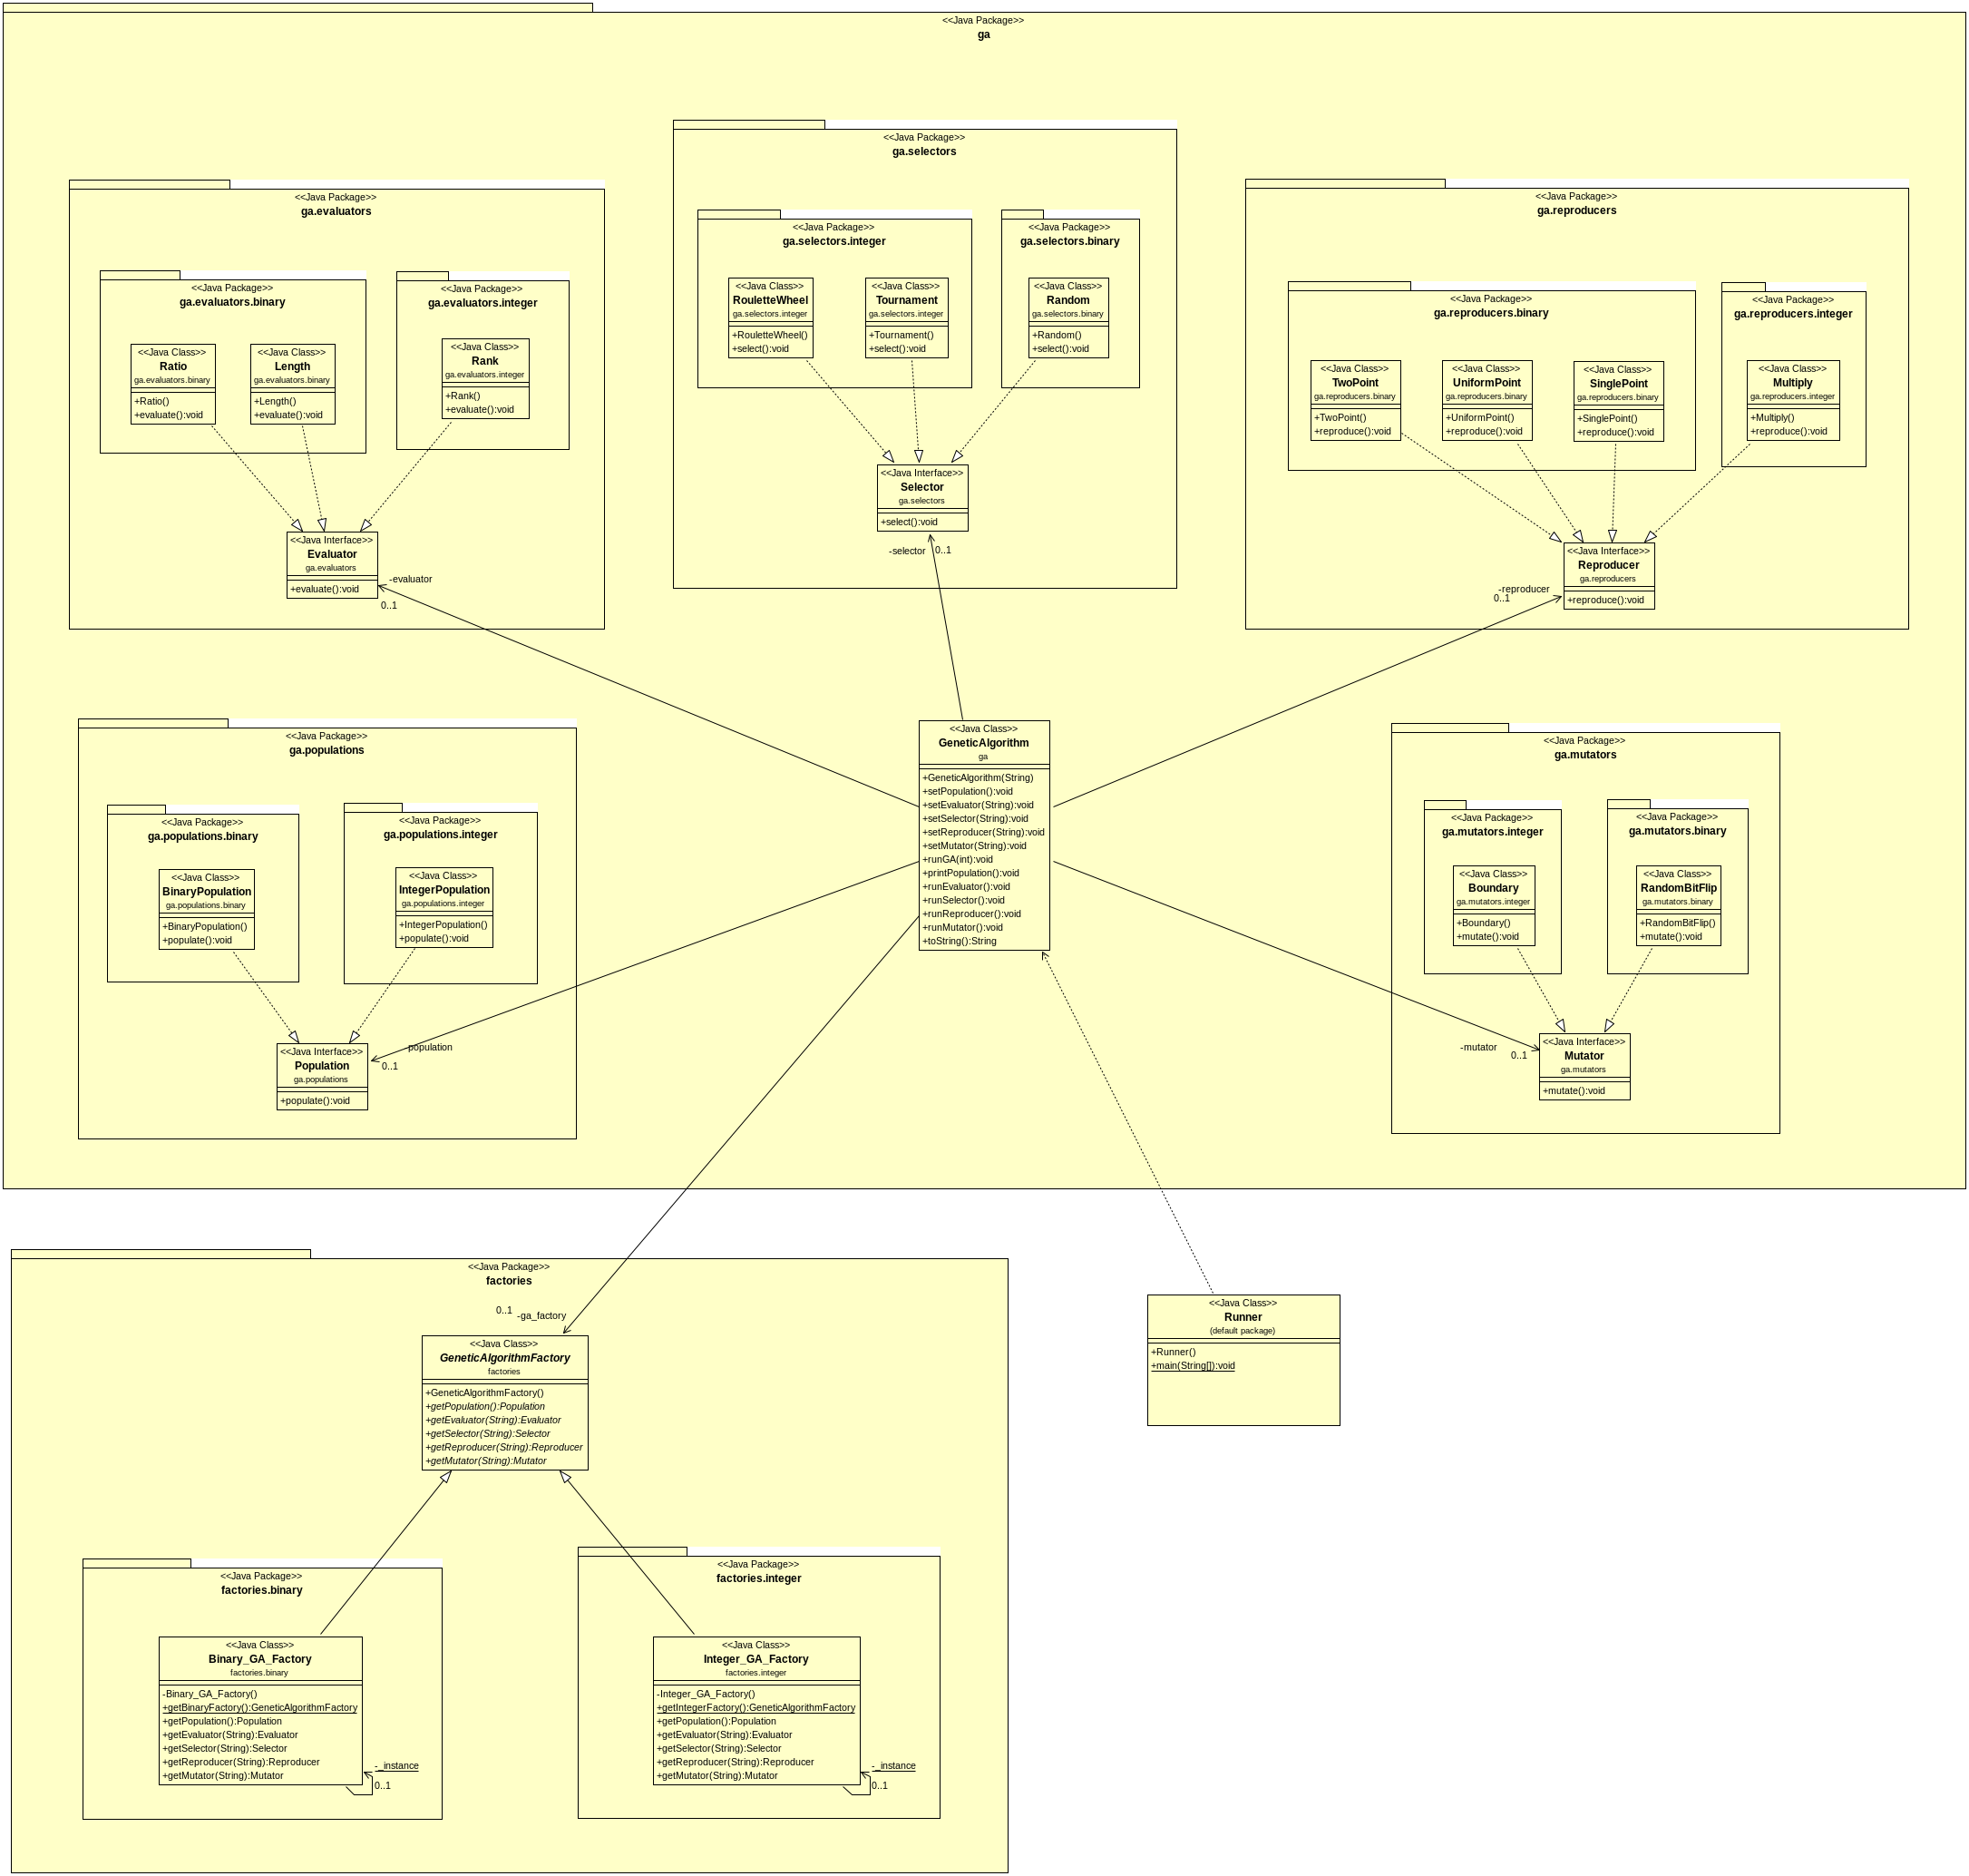 <<Java Package>>
ga
<<Java Package>>
ga.evaluators
<<Java Package>>
ga.evaluators.binary
<<Java Class>>
Ratio
ga.evaluators.binary
+Ratio()
+evaluate():void
<<Java Class>>
Length
ga.evaluators.binary
+Length()
+evaluate():void
<<Java Package>>
ga.evaluators.integer
<<Java Class>>
Rank
ga.evaluators.integer
+Rank()
+evaluate():void
<<Java Interface>>
Evaluator
ga.evaluators
+evaluate():void
-evaluator
0..1
<<Java Package>>
ga.selectors
<<Java Package>>
ga.selectors.integer
<<Java Class>>
RouletteWheel
ga.selectors.integer
+RouletteWheel()
+select():void
<<Java Class>>
Tournament
ga.selectors.integer
+Tournament()
+select():void
<<Java Package>>
ga.selectors.binary
<<Java Class>>
Random
ga.selectors.binary
+Random()
+select():void
<<Java Interface>>
Selector
ga.selectors
+select():void
-selector
0..1
<<Java Package>>
ga.reproducers
<<Java Package>>
ga.reproducers.binary
<<Java Class>>
TwoPoint
ga.reproducers.binary
+TwoPoint()
+reproduce():void
<<Java Class>>
UniformPoint
ga.reproducers.binary
+UniformPoint()
+reproduce():void
<<Java Class>>
SinglePoint
ga.reproducers.binary
+SinglePoint()
+reproduce():void
<<Java Package>>
ga.reproducers.integer
<<Java Class>>
Multiply
ga.reproducers.integer
+Multiply()
+reproduce():void
<<Java Interface>>
Reproducer
ga.reproducers
+reproduce():void
-reproducer
0..1
<<Java Package>>
ga.populations
<<Java Package>>
ga.populations.binary
<<Java Class>>
BinaryPopulation
ga.populations.binary
+BinaryPopulation()
+populate():void
<<Java Package>>
ga.populations.integer
<<Java Class>>
IntegerPopulation
ga.populations.integer
+IntegerPopulation()
+populate():void
<<Java Interface>>
Population
ga.populations
+populate():void
-population
0..1
<<Java Class>>
GeneticAlgorithm
ga
+GeneticAlgorithm(String)
+setPopulation():void
+setEvaluator(String):void
+setSelector(String):void
+setReproducer(String):void
+setMutator(String):void
+runGA(int):void
+printPopulation():void
+runEvaluator():void
+runSelector():void
+runReproducer():void
+runMutator():void
+toString():String
<<Java Package>>
ga.mutators
<<Java Package>>
ga.mutators.integer
<<Java Class>>
Boundary
ga.mutators.integer
+Boundary()
+mutate():void
<<Java Package>>
ga.mutators.binary
<<Java Class>>
RandomBitFlip
ga.mutators.binary
+RandomBitFlip()
+mutate():void
<<Java Interface>>
Mutator
ga.mutators
+mutate():void
-mutator
0..1
<<Java Package>>
factories
0..1
-ga_factory
<<Java Class>>
GeneticAlgorithmFactory
factories
+GeneticAlgorithmFactory()
+getPopulation():Population
+getEvaluator(String):Evaluator
+getSelector(String):Selector
+getReproducer(String):Reproducer
+getMutator(String):Mutator
<<Java Class>>
Runner
(default package)
+Runner()
+main(String[]):void
<<Java Package>>
factories.binary
<<Java Class>>
Binary_GA_Factory
factories.binary
-Binary_GA_Factory()
+getBinaryFactory():GeneticAlgorithmFactory
+getPopulation():Population
+getEvaluator(String):Evaluator
+getSelector(String):Selector
+getReproducer(String):Reproducer
+getMutator(String):Mutator
-_instance
0..1
<<Java Package>>
factories.integer
<<Java Class>>
Integer_GA_Factory
factories.integer
-Integer_GA_Factory()
+getIntegerFactory():GeneticAlgorithmFactory
+getPopulation():Population
+getEvaluator(String):Evaluator
+getSelector(String):Selector
+getReproducer(String):Reproducer
+getMutator(String):Mutator
-_instance
0..1